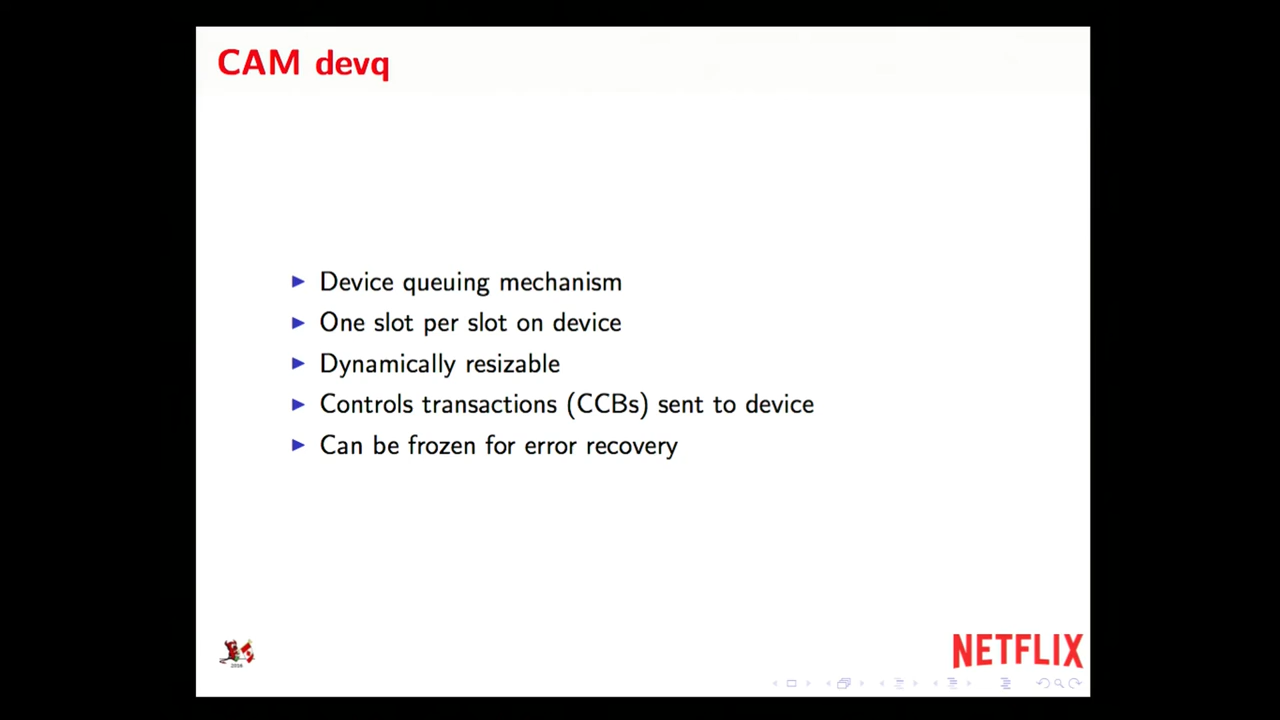 CAM devq
Device queuing mechanism
One slot per slot on device
Dynamically resizable
Controls transactions (CCBs) sent to device
Can be frozen for error recovery
2016
NETFLIX